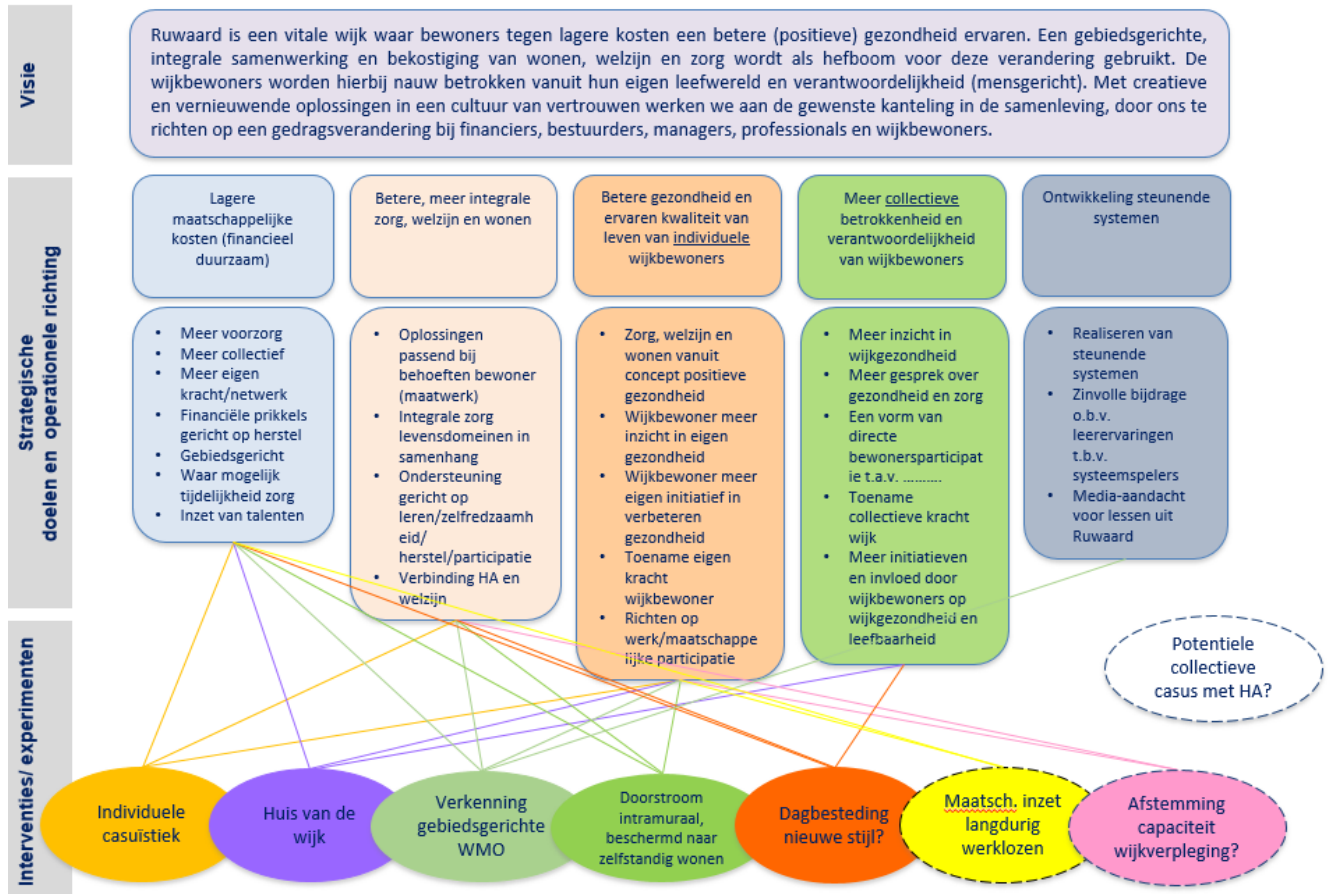 Visie
Ruwaard is een vitale wijk waar bewoners tegen lagere kosten een betere (positieve) gezondheid ervaren. Een gebiedsgerichte,
integrale samenwerking en bekostiging van wonen, welzijn en zorg wordt als hefboom voor deze verandering gebruikt. De
wijkbewoners worden hierbij nauw betrokken vanuit hun eigen leefwereld en verantwoordelijkheid (mensgericht). Met creatieve
en vernieuwende oplossingen in een cultuur van vertrouwen werken we aan de gewenste kanteling in de samenleving, door ons te
richten op een gedragsverandering bij financiers, bestuurders, managers, professionals en wijkbewoners.
Strategische
doelen en operationele richting
Lagere
maatschappelijke
kosten (financieel
duurzaam)
Betere, meer integrale
zorg, welzijn en wonen
Betere gezondheid en
ervaren kwaliteit van
leven van individuele
wijkbewoners
Meer collectieve
betrokkenheid en
verantwoordelijkheid
van wijkbewoners
Ontwikkeling steunende
systemen
• Meer voorzorg
• Meer collectief
• Meer eigen
kracht/netwerk
• Financiële prikkels
gericht op herstel
• Gebiedsgericht
• Waar mogelijk
tijdelijkheid zorg
• Inzet van talenten
• Oplossingen
passend bij
behoeften bewoner
(maatwerk)
• Integrale zorg
levensdomeinen in
samenhang
• Ondersteuning
gericht op
leren/zelfredzaamh
eid/
herstel/participatie
• Verbinding HA en
welzijn
• Zorg, welzijn en
wonen vanuit
concept positieve
gezondheid
• Wijkbewoner meer
inzicht in eigen
gezondheid
• Wijkbewoner meer
eigen initiatief in
verbeteren
gezondheid
• Toename eigen
kracht
wijkbewoner
• Richten op
werk/maatschappe
lijke participatie
• Meer inzicht in
wijkgezondheid
• Meer gesprek over
gezondheid en zorg
• Een vorm van
directe
bewonersparticipat
ie t.a.v. ..........
• Toename
collectieve kracht
wijk
• Meer initiatieven
en invloed door
wijkbewoners op
wijkgezondheid en
leefbaarheid
• Realiseren van
steunende
systemen
• Zinvolle bijdrage
o.b.v.
leerervaringen
t.b.v.
systeemspelers
• Media-aandacht
voor lessen uit
Ruwaard
Interventies/ experimenten
Potentiele
collectieve
casus met HA?
Individuele
casuïstiek
Huis van de
wijk
Verkenning
gebiedsgerichte
WMO
Doorstroom
intramuraal,
beschermd naar
zelfstandig wonen
Dagbesteding
nieuwe stijl?
Maatsch. inzet
langdurig
werklozen
Afstemming
capaciteit
wijkverpleging?